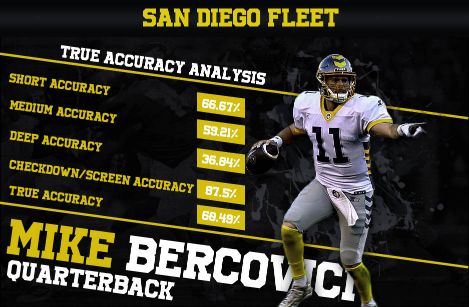 SAN DIEGO FLEET
TRUE ACCURACY ANALYSIS
SHORT ACCURACY
66.67%
MEDIUM ACCURACY
59.21%
DEEP ACCURACY
36.84%
CHECKDOWN/SCREEN ACCURACY
87.5%
TRUE ACCURACY
68.49%
11
MIKE BERCOVICI
QUARTERBACK